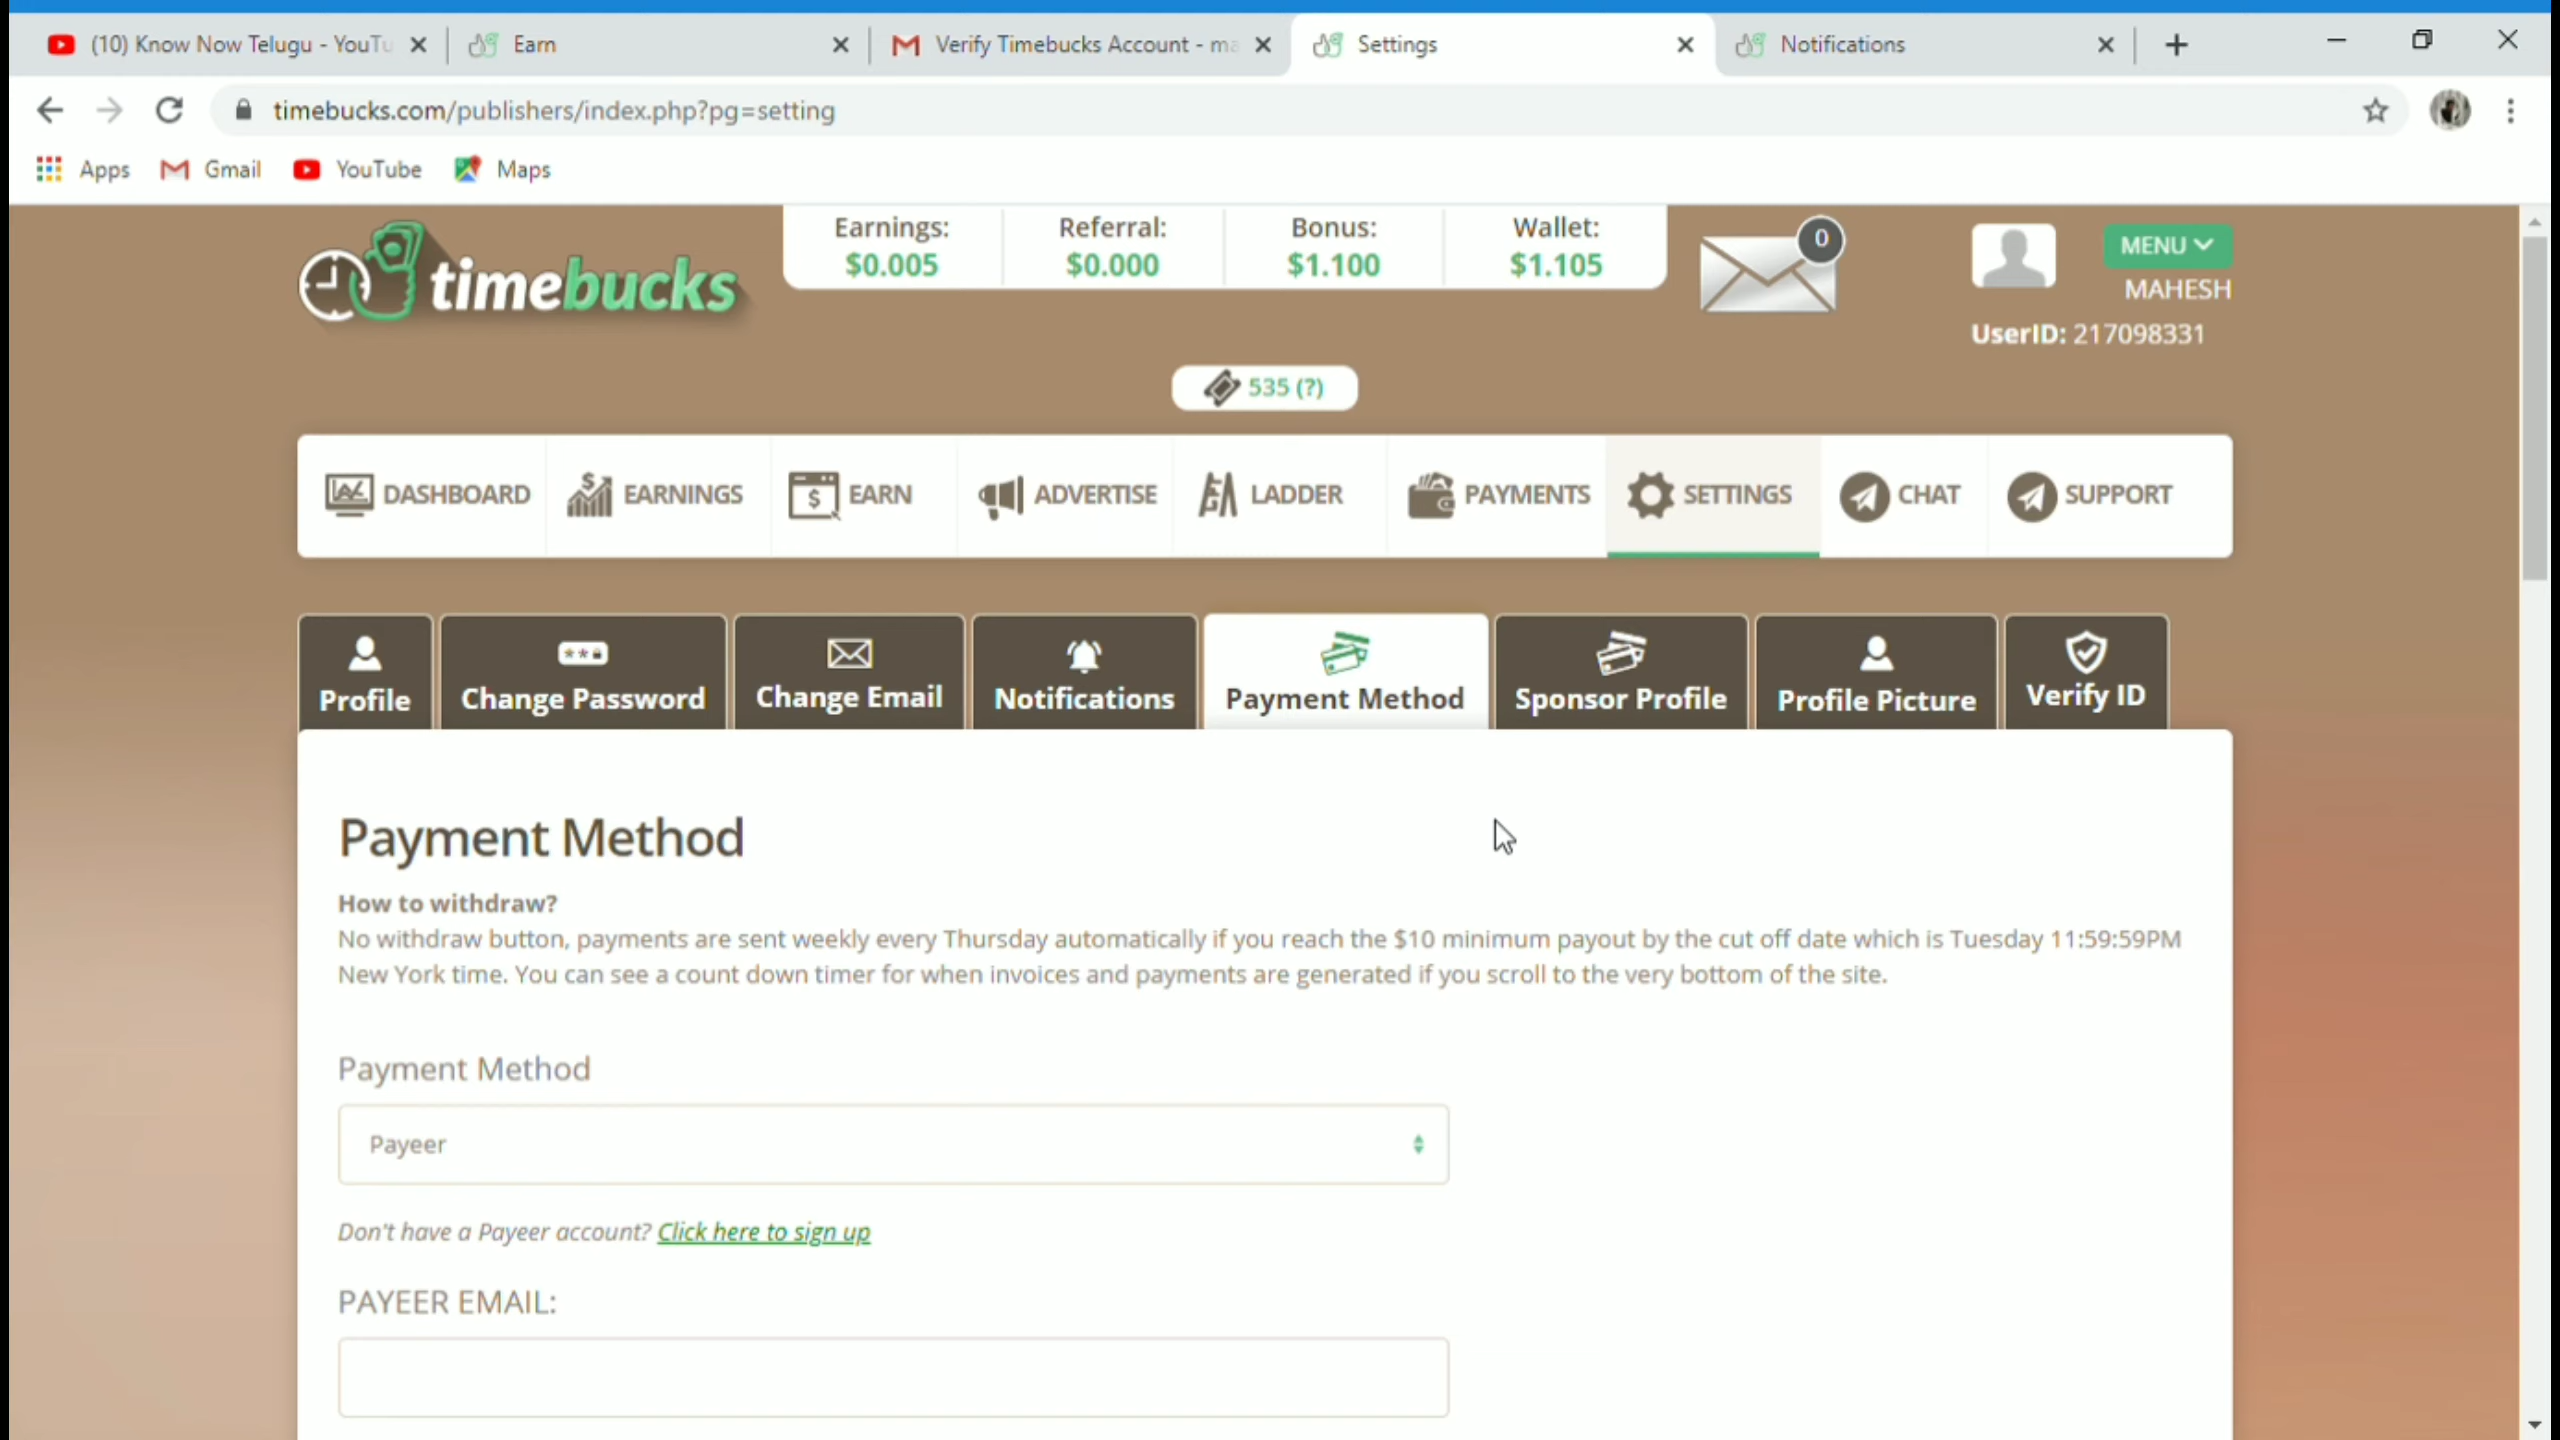 (10) Know Now Telugu - YouTu
Earn
Verify Timebucks Account - ma
Settings
Notifications
timebucks.com/publishers/index.php?pg=setting
Apps
Gmail
YouTube
Maps
timebucks
Earnings:
$0.005
Referral:
$0.000
Bonus:
$1.100
Wallet:
$1.105
0
MENU
MAHESH
UserID: 217098331
535 (?)
DASHBOARD
EARNINGS
EARN
ADVERTISE
LADDER
PAYMENTS
SETTINGS
CHAT
SUPPORT
Profile
Change Password
Change Email
Notifications
Payment Method
Sponsor Profile
Profile Picture
Verify ID
Payment Method
How to withdraw?
No withdraw button, payments are sent weekly every Thursday automatically if you reach the $10 minimum payout by the cut off date which is Tuesday 11:59:59PM
New York time. You can see a count down timer for when invoices and payments are generated if you scroll to the very bottom of the site.
Payment Method
Payeer
Don't have a Payeer account? Click here to sign up
PAYEER EMAIL: